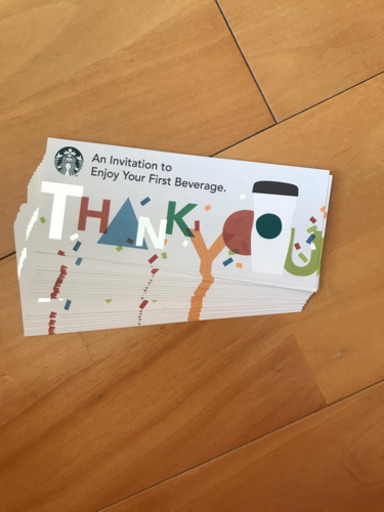 An Invitation to
Enjoy Your First Beverage.
THANK
YOU